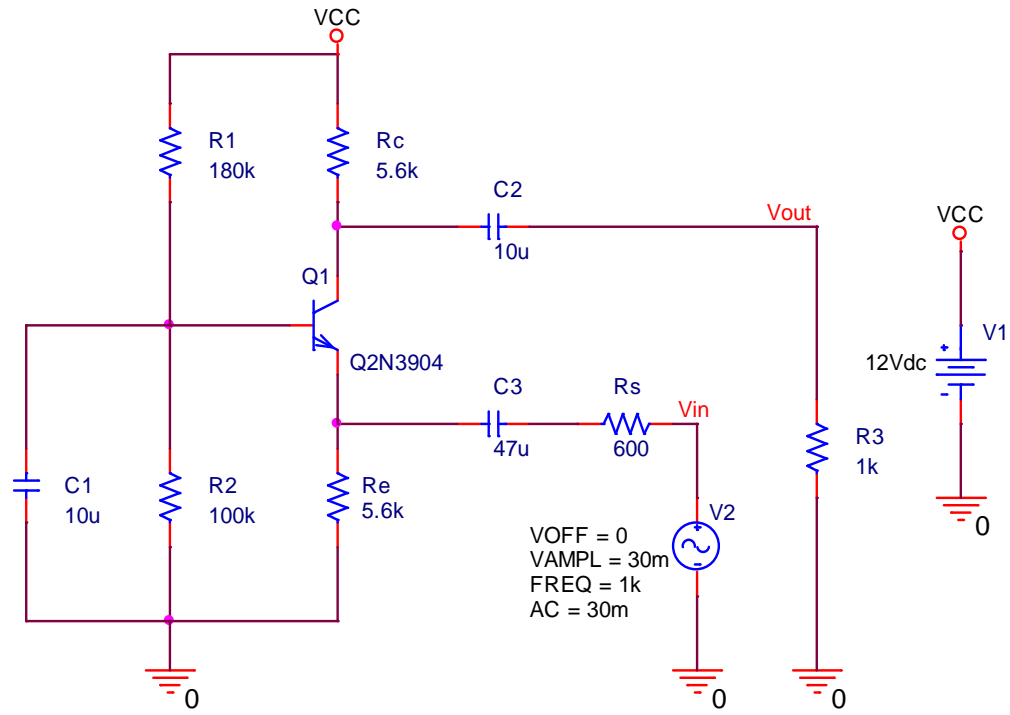 VCC
R1
180k
Rc
5.6k
C2
10u
Vout
VCC
Q1
Q2N3904
V1
12Vdc
+
-
C3
47u
Rs
600
Vin
R3
1k
C1
10u
R2
100k
Re
5.6k
V2
+
-
VOFF = 0
VAMPL = 30m
FREQ = 1k
AC = 30m
0
0
0
0